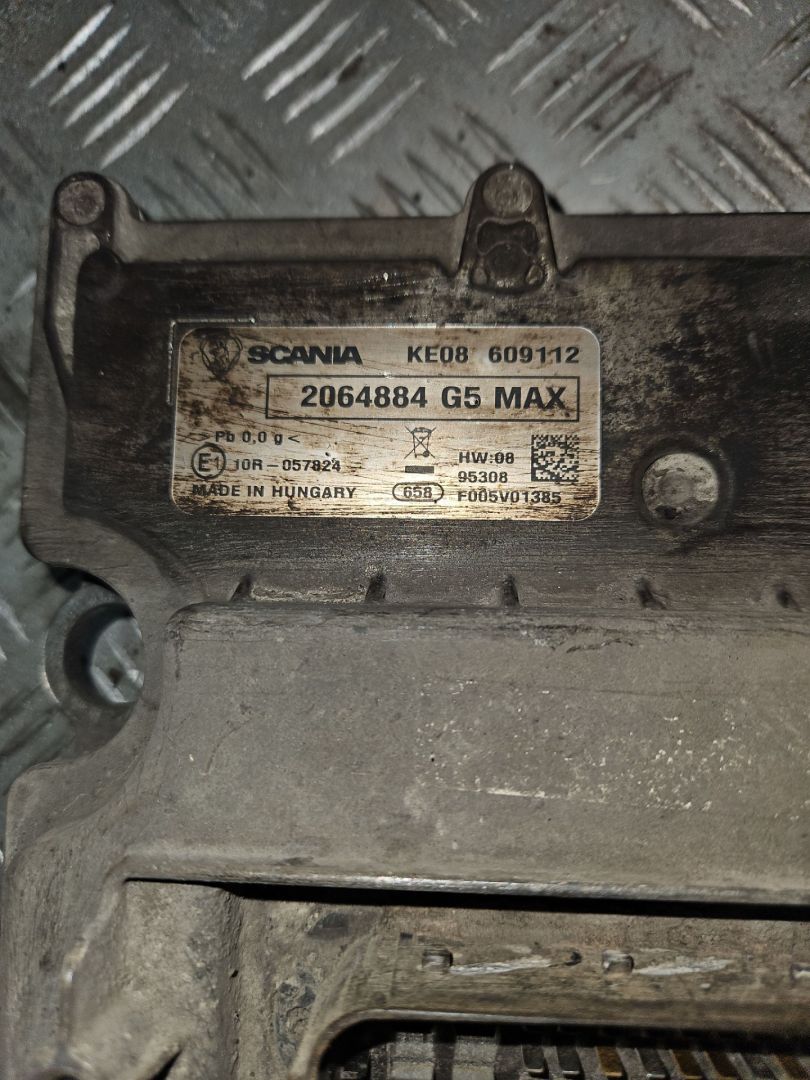 SCANIA KE08 609112
2064884 G5 MAX
Pb 0,0 g <
E1 10R-057824
HW:08
95308
MADE IN HUNGARY 658 F005V01385